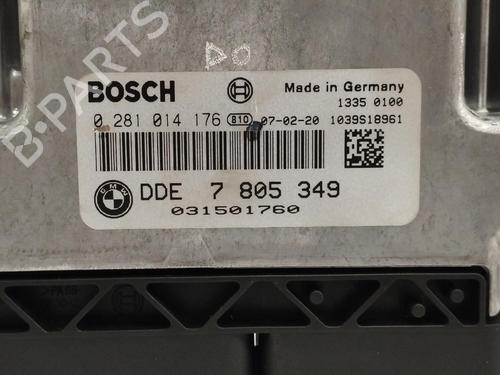 B-PARTS
BOSCH
Made in Germany
1335 0100
0 281 014 176 810 07-02-20 1039S18961
BMW
DDE 7 805 349
031501760